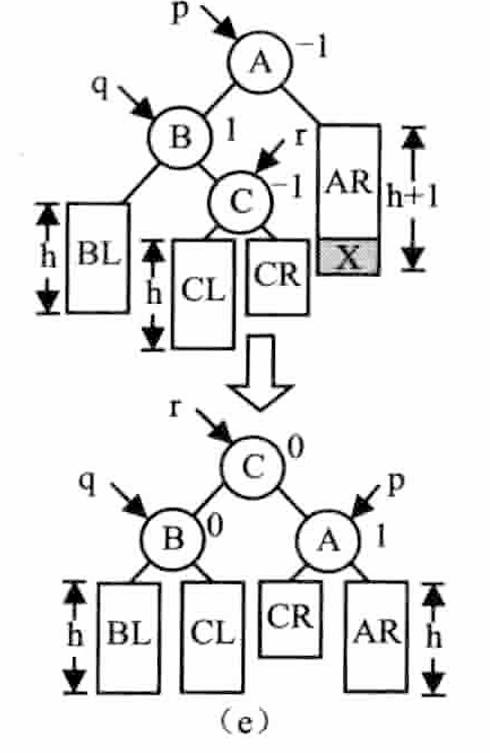 p
A −1
q
B 1
r
C −1
AR
h+1
X
h BL
h CL CR
r
C 0
q
B 0
p
A 1
h BL CL CR AR h
(e)